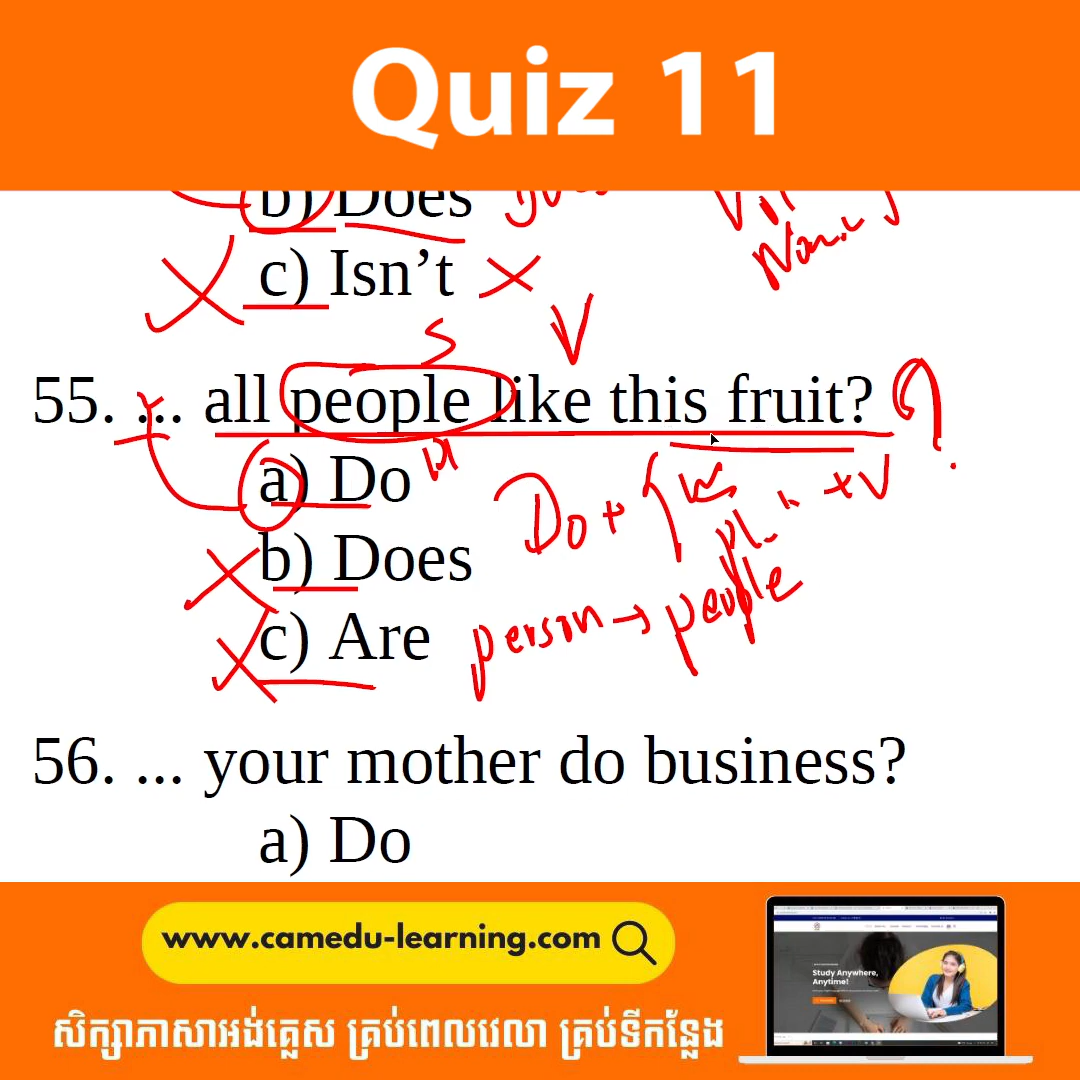 Quiz 11
b) Does
c) Isn't
S V
55. ... all people like this fruit?
a) Do
Do + + V ?
b) Does
person → people
c) Are
56. ... your mother do business?
a) Do
www.camedu-learning.com
Study Anywhere,
Anytime!
សិក្សាភាសាអង់គ្លេស គ្រប់ពេលវេលា គ្រប់ទីកន្លែង